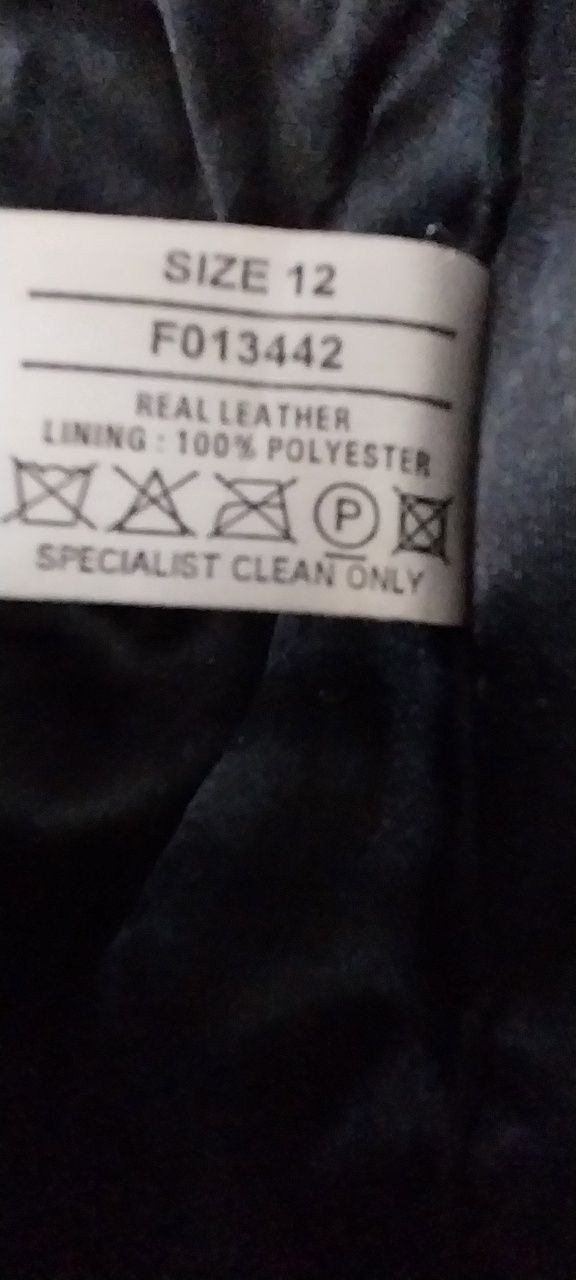 SIZE 12
F013442
REAL LEATHER
LINING : 100% POLYESTER
P
SPECIALIST CLEAN ONLY